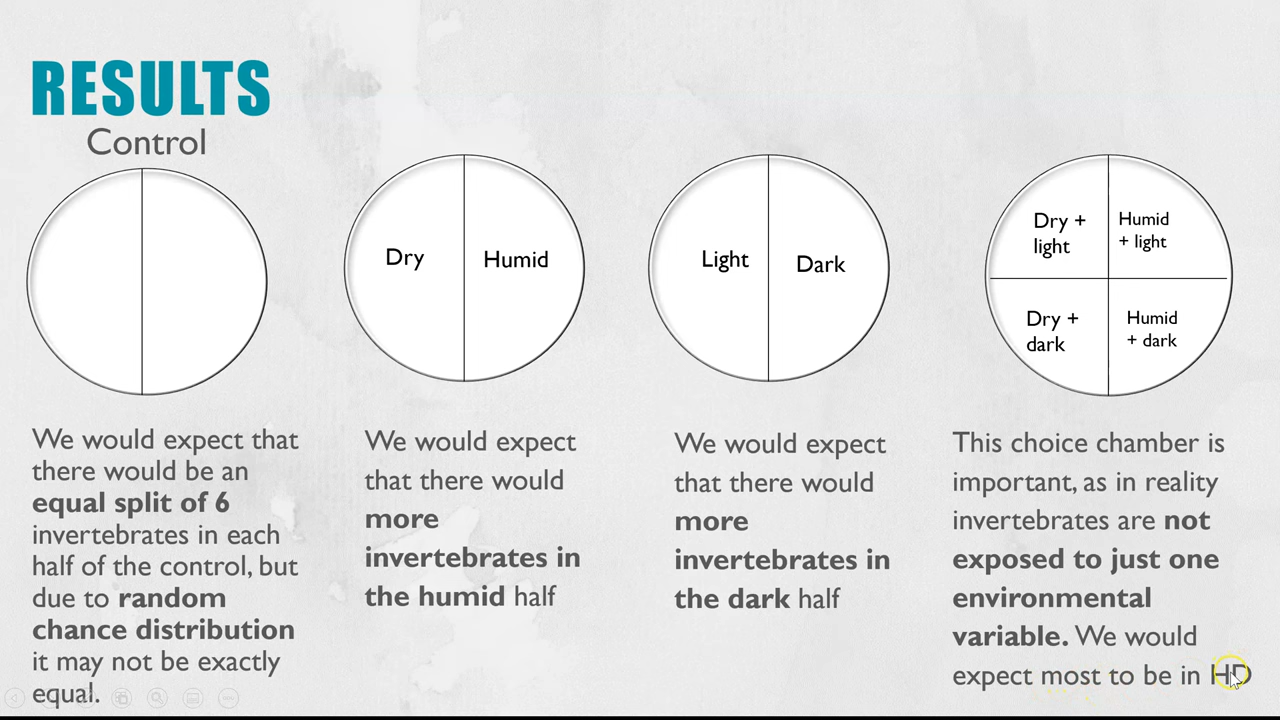 RESULTS
Control
Dry
Humid
Light
Dark
Dry +
light
Humid
+ light
Dry +
dark
Humid
+ dark
We would expect that
there would be an
equal split of 6
invertebrates in each
half of the control, but
due to random
chance distribution
it may not be exactly
equal.
We would expect
that there would
more
invertebrates in
the humid half
We would expect
that there would
more
invertebrates in
the dark half
This choice chamber is
important, as in reality
invertebrates are not
exposed to just one
environmental
variable. We would
expect most to be in HD